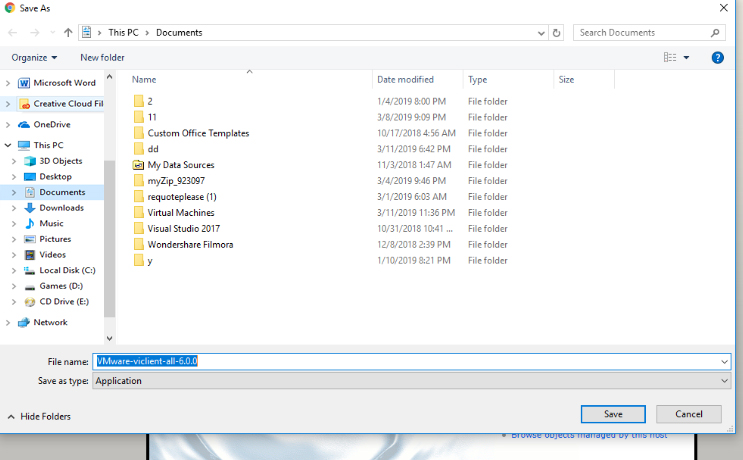 Save As
This PC > Documents
Search Documents
Organize
New folder
?
Microsoft Word
Creative Cloud Fil
OneDrive
This PC
3D Objects
Desktop
Documents
Downloads
Music
Pictures
Videos
Local Disk (C:)
Games (D:)
CD Drive (E:)
Network
Name Date modified Type Size
2 1/4/2019 8:00 PM File folder
11 3/8/2019 9:09 PM File folder
Custom Office Templates 10/17/2018 4:56 AM File folder
dd 3/11/2019 6:42 PM File folder
My Data Sources 11/3/2018 1:47 AM File folder
myZip_923097 3/4/2019 9:46 PM File folder
requoteplease (1) 3/1/2019 6:03 AM File folder
Virtual Machines 3/11/2019 11:36 PM File folder
Visual Studio 2017 10/31/2018 10:41 ... File folder
Wondershare Filmora 12/8/2018 2:39 PM File folder
y 1/10/2019 8:21 PM File folder
File name: VMware-viclient-all-6.0.0
Save as type: Application
Hide Folders
Save
Cancel
Browse objects managed by this host